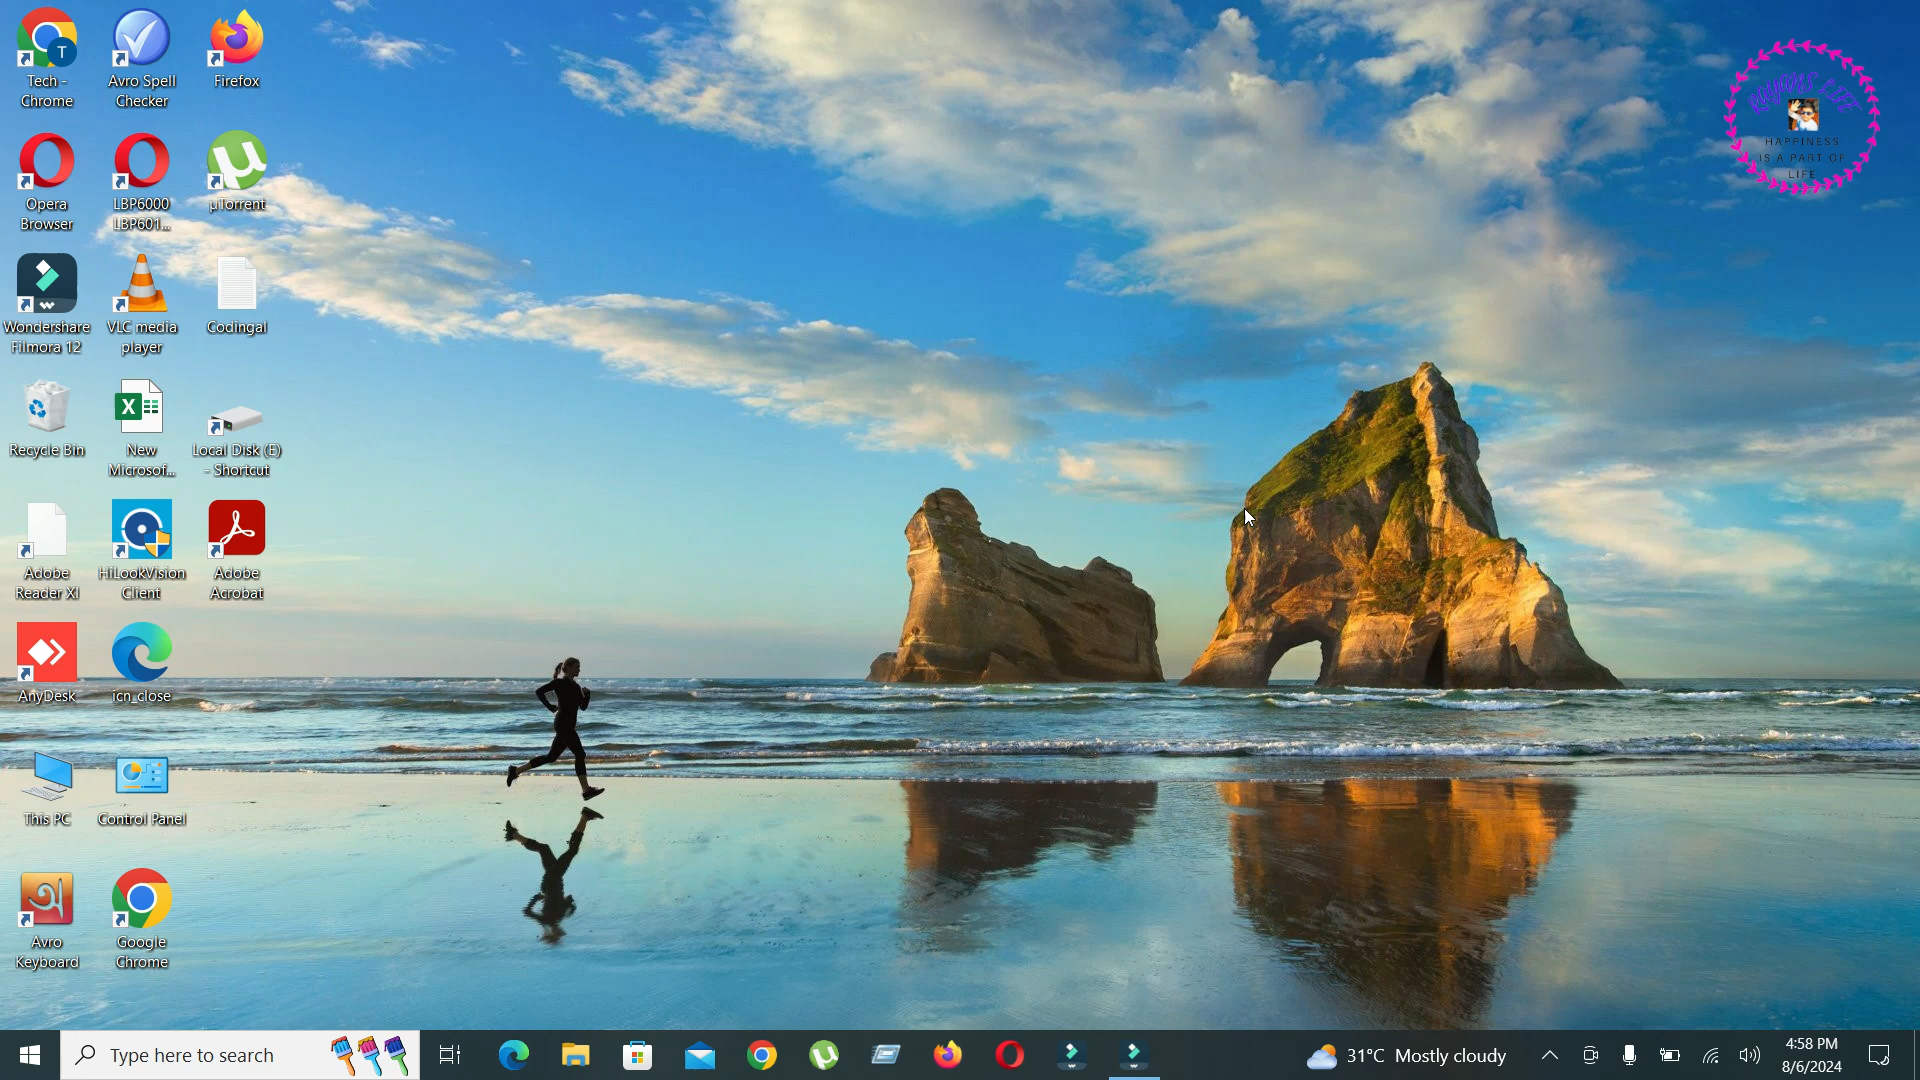 Tech -
Chrome
Avro Spell
Checker
Firefox
Opera
Browser
LBP6000
LBP601...
µTorrent
Wondershare
Filmora 12
VLC media
player
Codingal
Recycle Bin
New
Microsof...
Local Disk (E)
- Shortcut
Adobe
Reader XI
HiLookVision
Client
Adobe
Acrobat
AnyDesk
icn_close
This PC
Control Panel
Avro
Keyboard
Google
Chrome
RAYANS LIFE
HAPPINESS
IS A PART OF
LIFE
Type here to search
31°C Mostly cloudy
4:58 PM
8/6/2024